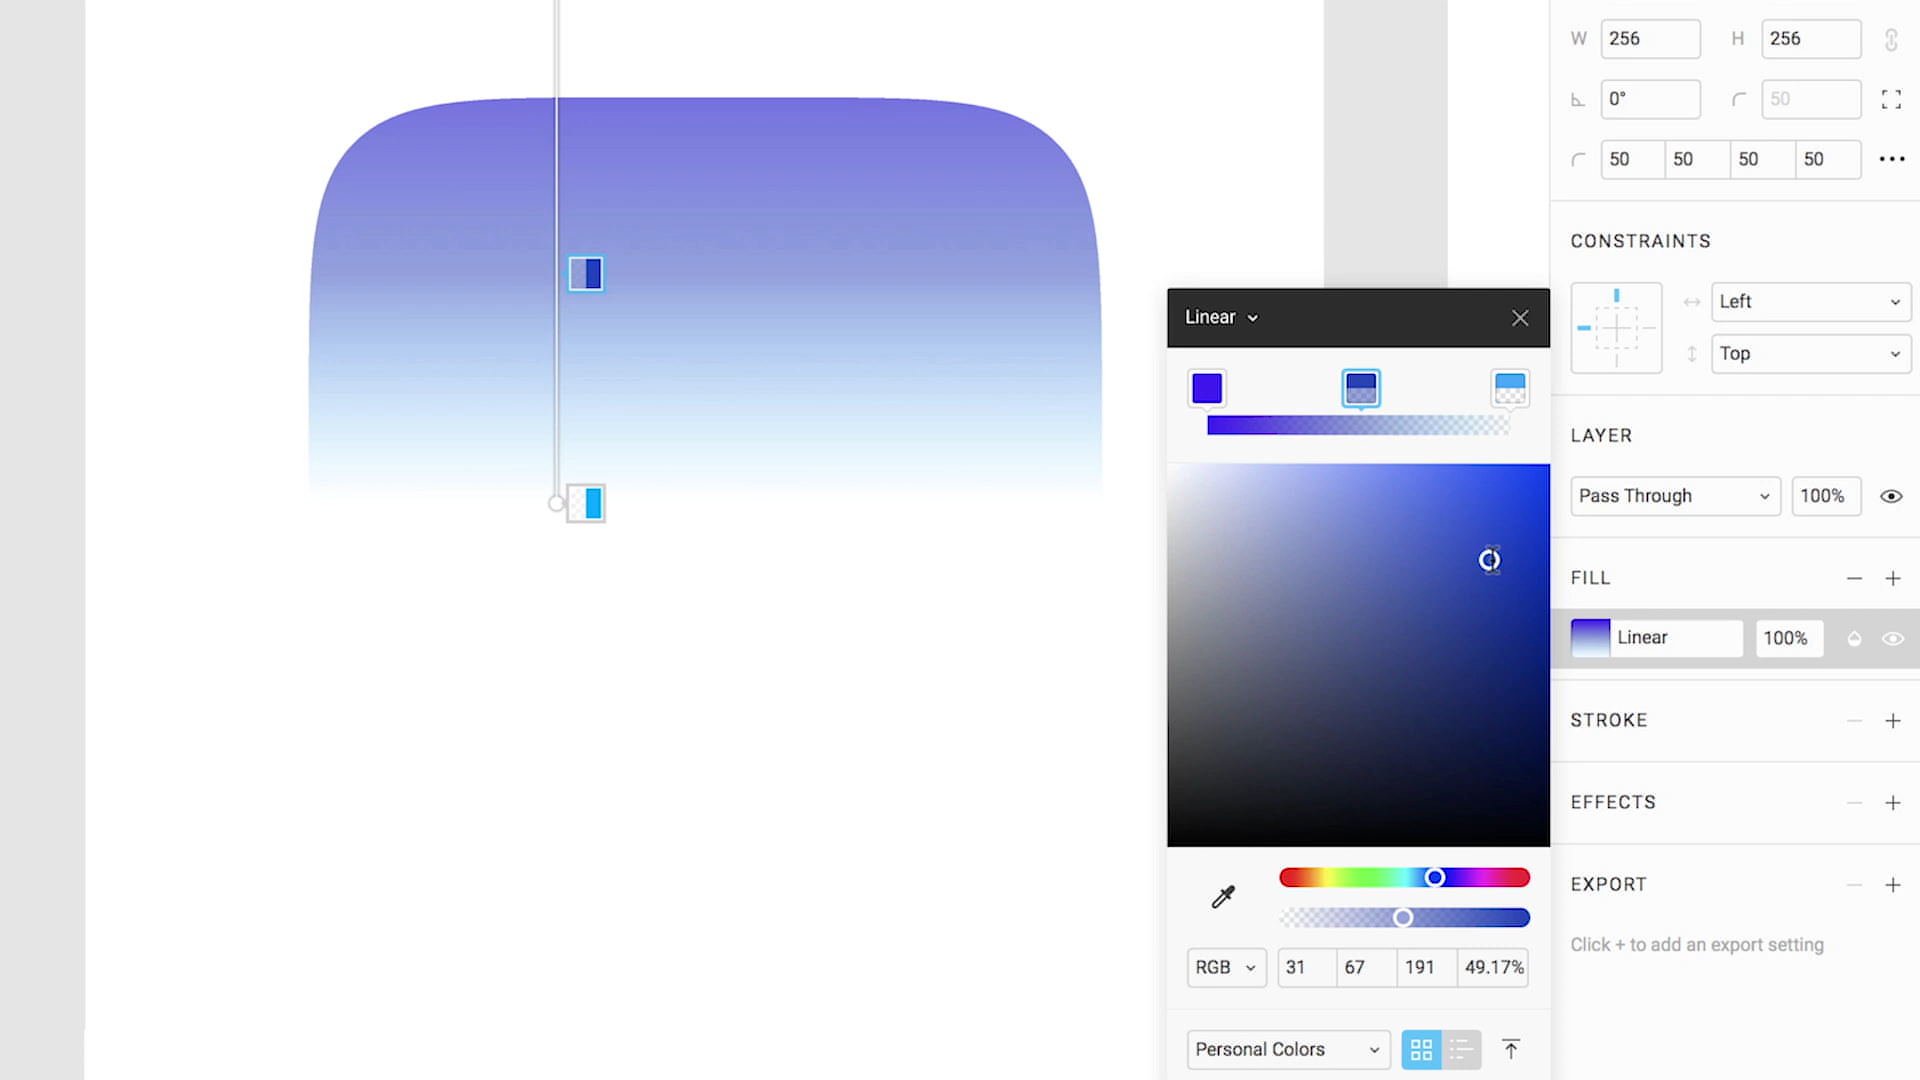 W 256 H 256
0° 50
50 50 50 50
CONSTRAINTS
Left
Top
LAYER
Pass Through 100%
FILL
Linear 100%
STROKE
EFFECTS
EXPORT
Click + to add an export setting
Linear
RGB 31 67 191 49.17%
Personal Colors